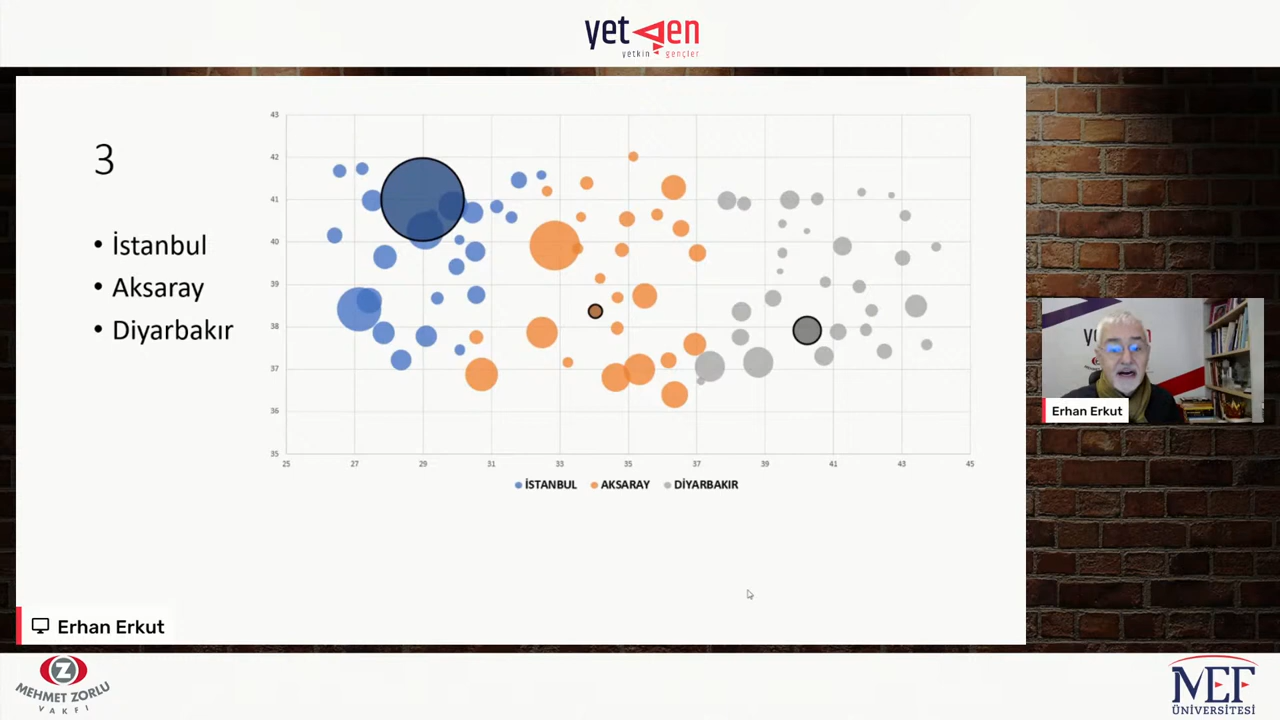 yetgen
yetkin gençler
3
• İstanbul
• Aksaray
• Diyarbakır
43
42
41
40
39
38
37
36
35
25 27 29 31 33 35 37 39 41 43 45
İSTANBUL AKSARAY DİYARBAKIR
Erhan Erkut
Erhan Erkut
MEHMET ZORLU
VAKFI
MEF
ÜNİVERSİTESİ